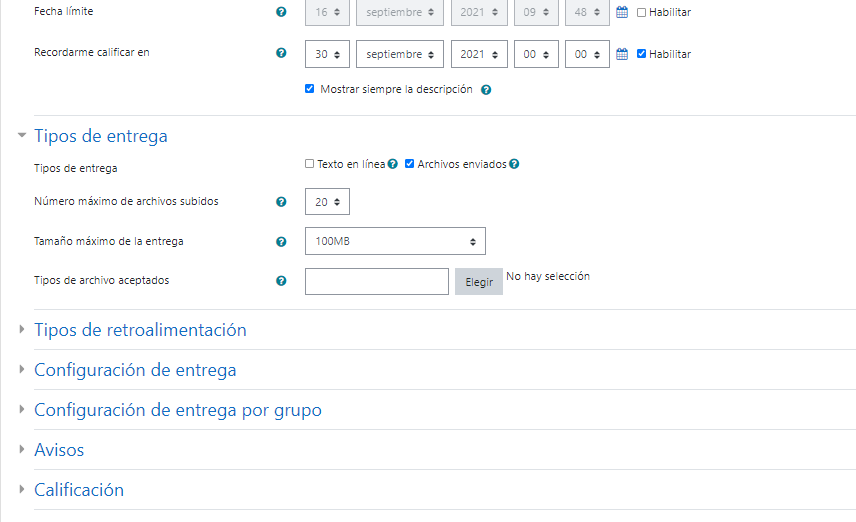 Fecha límite 16 septiembre 2021 09 48 Habilitar
Recordarme calificar en 30 septiembre 2021 00 00 Habilitar
Mostrar siempre la descripción
Tipos de entrega
Tipos de entrega Texto en línea Archivos enviados
Número máximo de archivos subidos 20
Tamaño máximo de la entrega 100MB
Tipos de archivo aceptados Elegir No hay selección
Tipos de retroalimentación
Configuración de entrega
Configuración de entrega por grupo
Avisos
Calificación